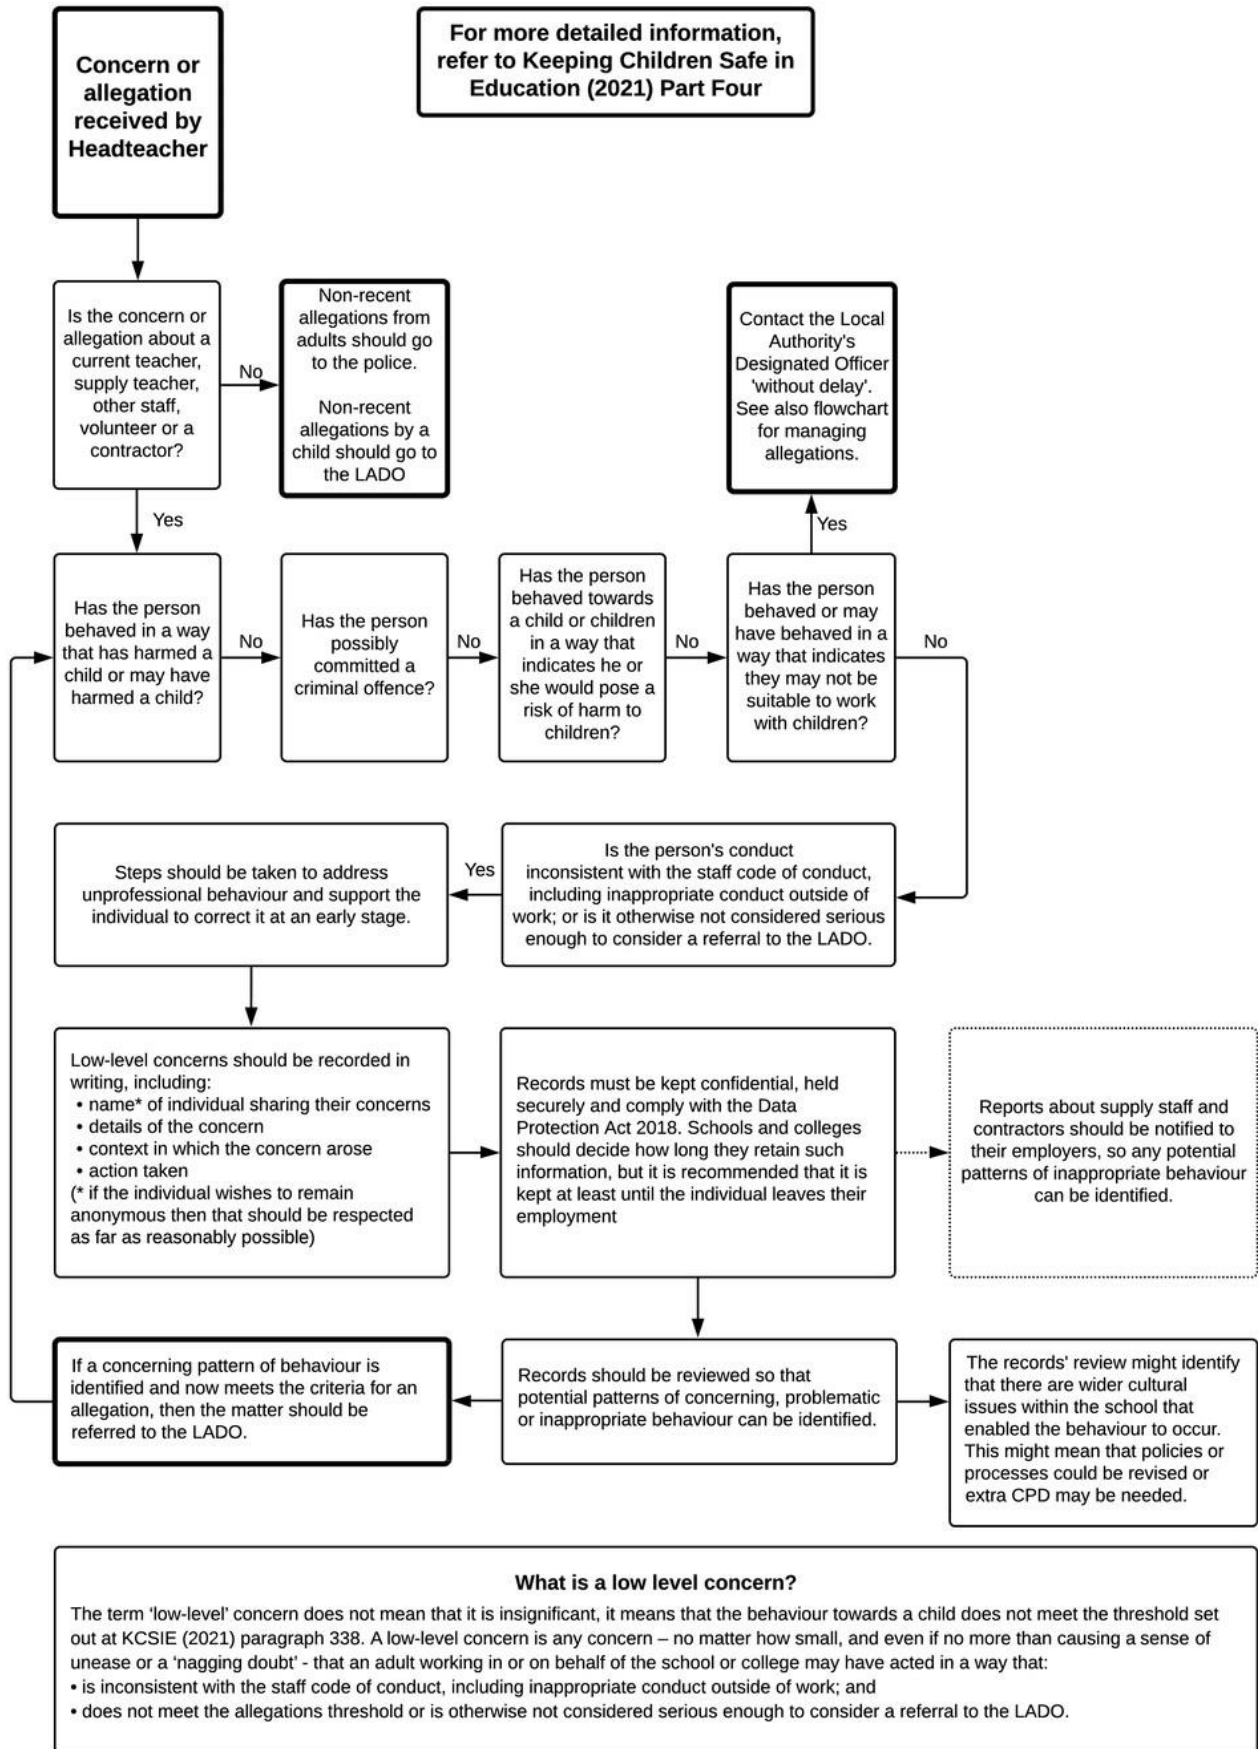 Concern or
allegation
received by
Headteacher
For more detailed information,
refer to Keeping Children Safe in
Education (2021) Part Four
Is the concern or
allegation about a
current teacher,
supply teacher,
other staff,
volunteer or a
contractor?
No
Non-recent
allegations from
adults should go
to the police.
Non-recent
allegations by a
child should go to
the LADO
Contact the Local
Authority's
Designated Officer
'without delay'.
See also flowchart
for managing
allegations.
Yes
Yes
Has the person
behaved in a way
that has harmed a
child or may have
harmed a child?
No
Has the person
possibly
committed a
criminal offence?
No
Has the person
behaved towards
a child or children
in a way that
indicates he or
she would pose a
risk of harm to
children?
No
Has the person
behaved or may
have behaved in a
way that indicates
they may not be
suitable to work
with children?
No
Is the person's conduct
inconsistent with the staff code of conduct,
including inappropriate conduct outside of
work; or is it otherwise not considered serious
enough to consider a referral to the LADO.
Yes
Steps should be taken to address
unprofessional behaviour and support the
individual to correct it at an early stage.
Low-level concerns should be recorded in
writing, including:
• name* of individual sharing their concerns
• details of the concern
• context in which the concern arose
• action taken
(* if the individual wishes to remain
anonymous then that should be respected
as far as reasonably possible)
Records must be kept confidential, held
securely and comply with the Data
Protection Act 2018. Schools and colleges
should decide how long they retain such
information, but it is recommended that it is
kept at least until the individual leaves their
employment
Reports about supply staff and
contractors should be notified to
their employers, so any potential
patterns of inappropriate behaviour
can be identified.
If a concerning pattern of behaviour is
identified and now meets the criteria for an
allegation, then the matter should be
referred to the LADO.
Records should be reviewed so that
potential patterns of concerning, problematic
or inappropriate behaviour can be identified.
The records' review might identify
that there are wider cultural
issues within the school that
enabled the behaviour to occur.
This might mean that policies or
processes could be revised or
extra CPD may be needed.
What is a low level concern?
The term ‘low-level’ concern does not mean that it is insignificant, it means that the behaviour towards a child does not meet the threshold set
out at KCSIE (2021) paragraph 338. A low-level concern is any concern – no matter how small, and even if no more than causing a sense of
unease or a ‘nagging doubt’ - that an adult working in or on behalf of the school or college may have acted in a way that:
• is inconsistent with the staff code of conduct, including inappropriate conduct outside of work; and
• does not meet the allegations threshold or is otherwise not considered serious enough to consider a referral to the LADO.